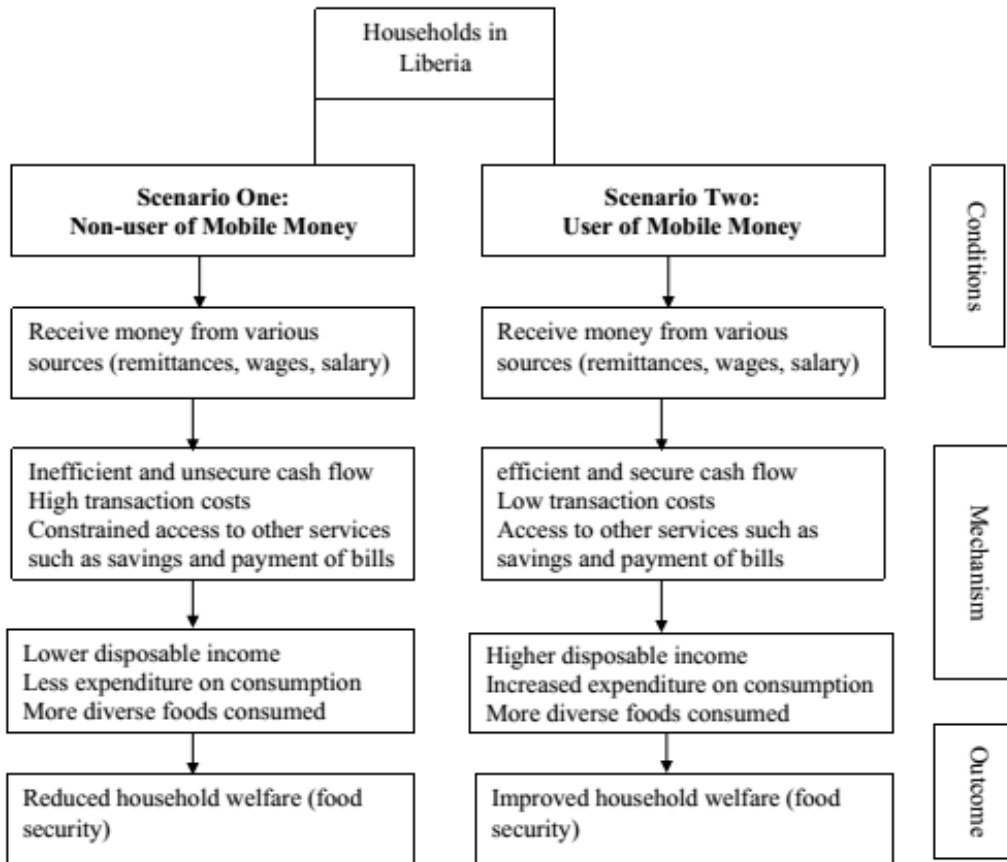 Households in
Liberia
Scenario One:
Non-user of Mobile Money
Scenario Two:
User of Mobile Money
Conditions
Receive money from various
sources (remittances, wages, salary)
Receive money from various
sources (remittances, wages, salary)
Inefficient and unsecure cash flow
High transaction costs
Constrained access to other services
such as savings and payment of bills
efficient and secure cash flow
Low transaction costs
Access to other services such as
savings and payment of bills
Mechanism
Lower disposable income
Less expenditure on consumption
More diverse foods consumed
Higher disposable income
Increased expenditure on consumption
More diverse foods consumed
Reduced household welfare (food
security)
Improved household welfare (food
security)
Outcome